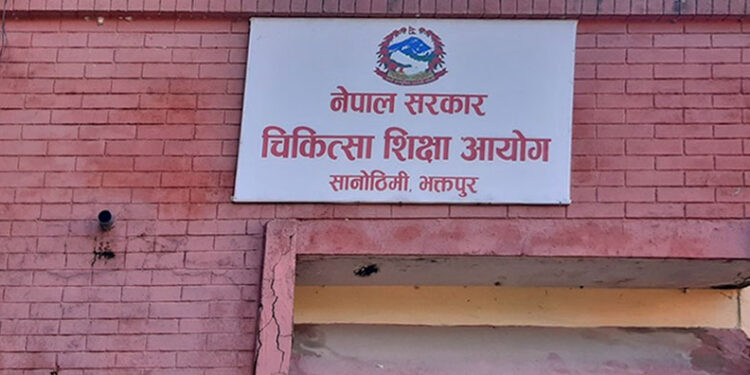 नेपाल सरकार
चिकित्सा शिक्षा आयोग
सानोठिमी, भक्तपुर